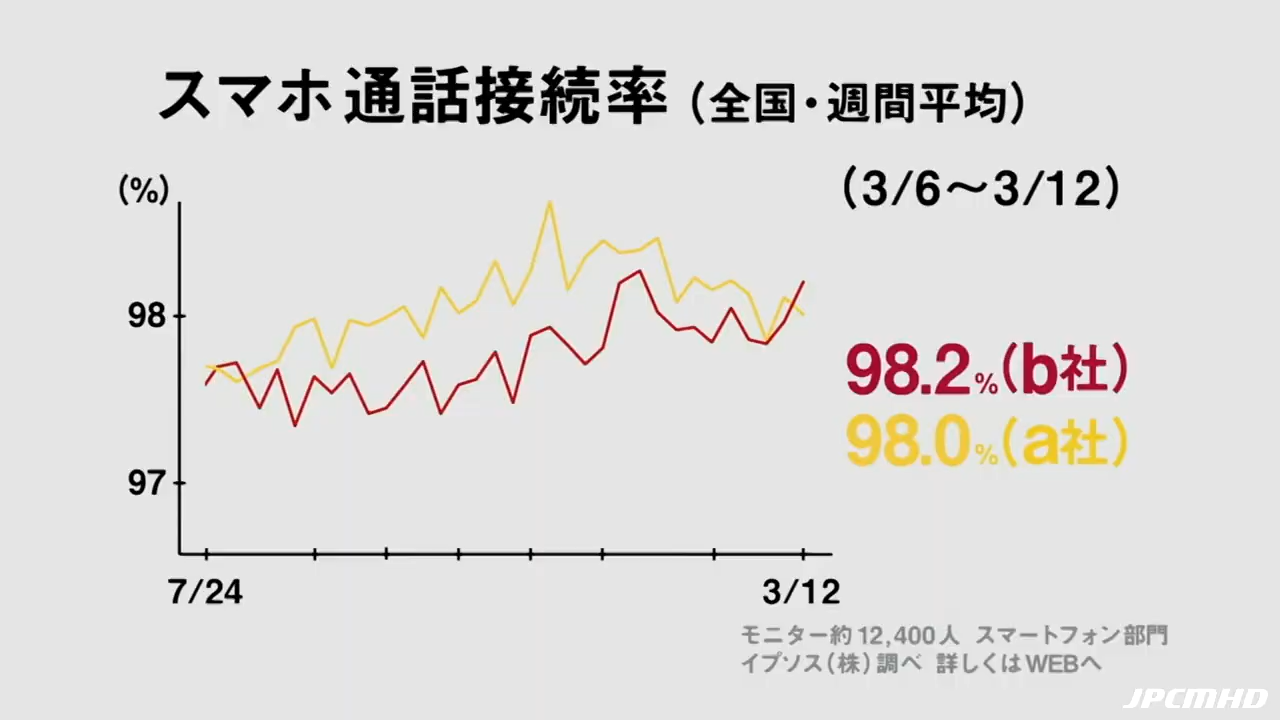 スマホ通話接続率(全国・週間平均)
(%)
(3/6〜3/12)
98
98.2%(b社)
98.0%(a社)
97
7/24
3/12
モニター約12,400人 スマートフォン部門
イプソス(株)調べ 詳しくはWEBへ
JPCMHD